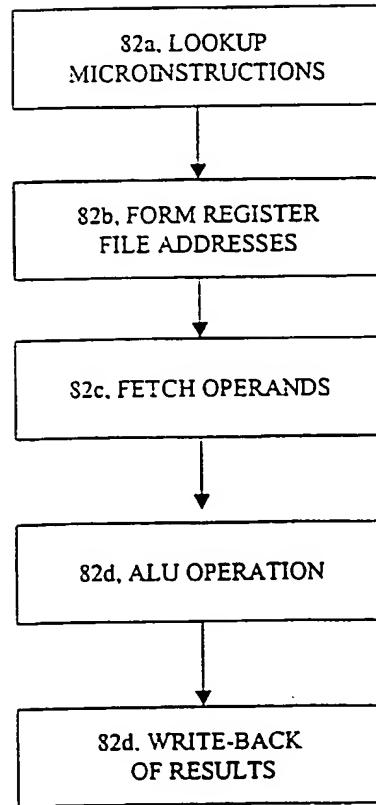 82a. LOOKUP
MICROINSTRUCTIONS
82b. FORM REGISTER
FILE ADDRESSES
82c. FETCH OPERANDS
82d. ALU OPERATION
82d. WRITE-BACK
OF RESULTS